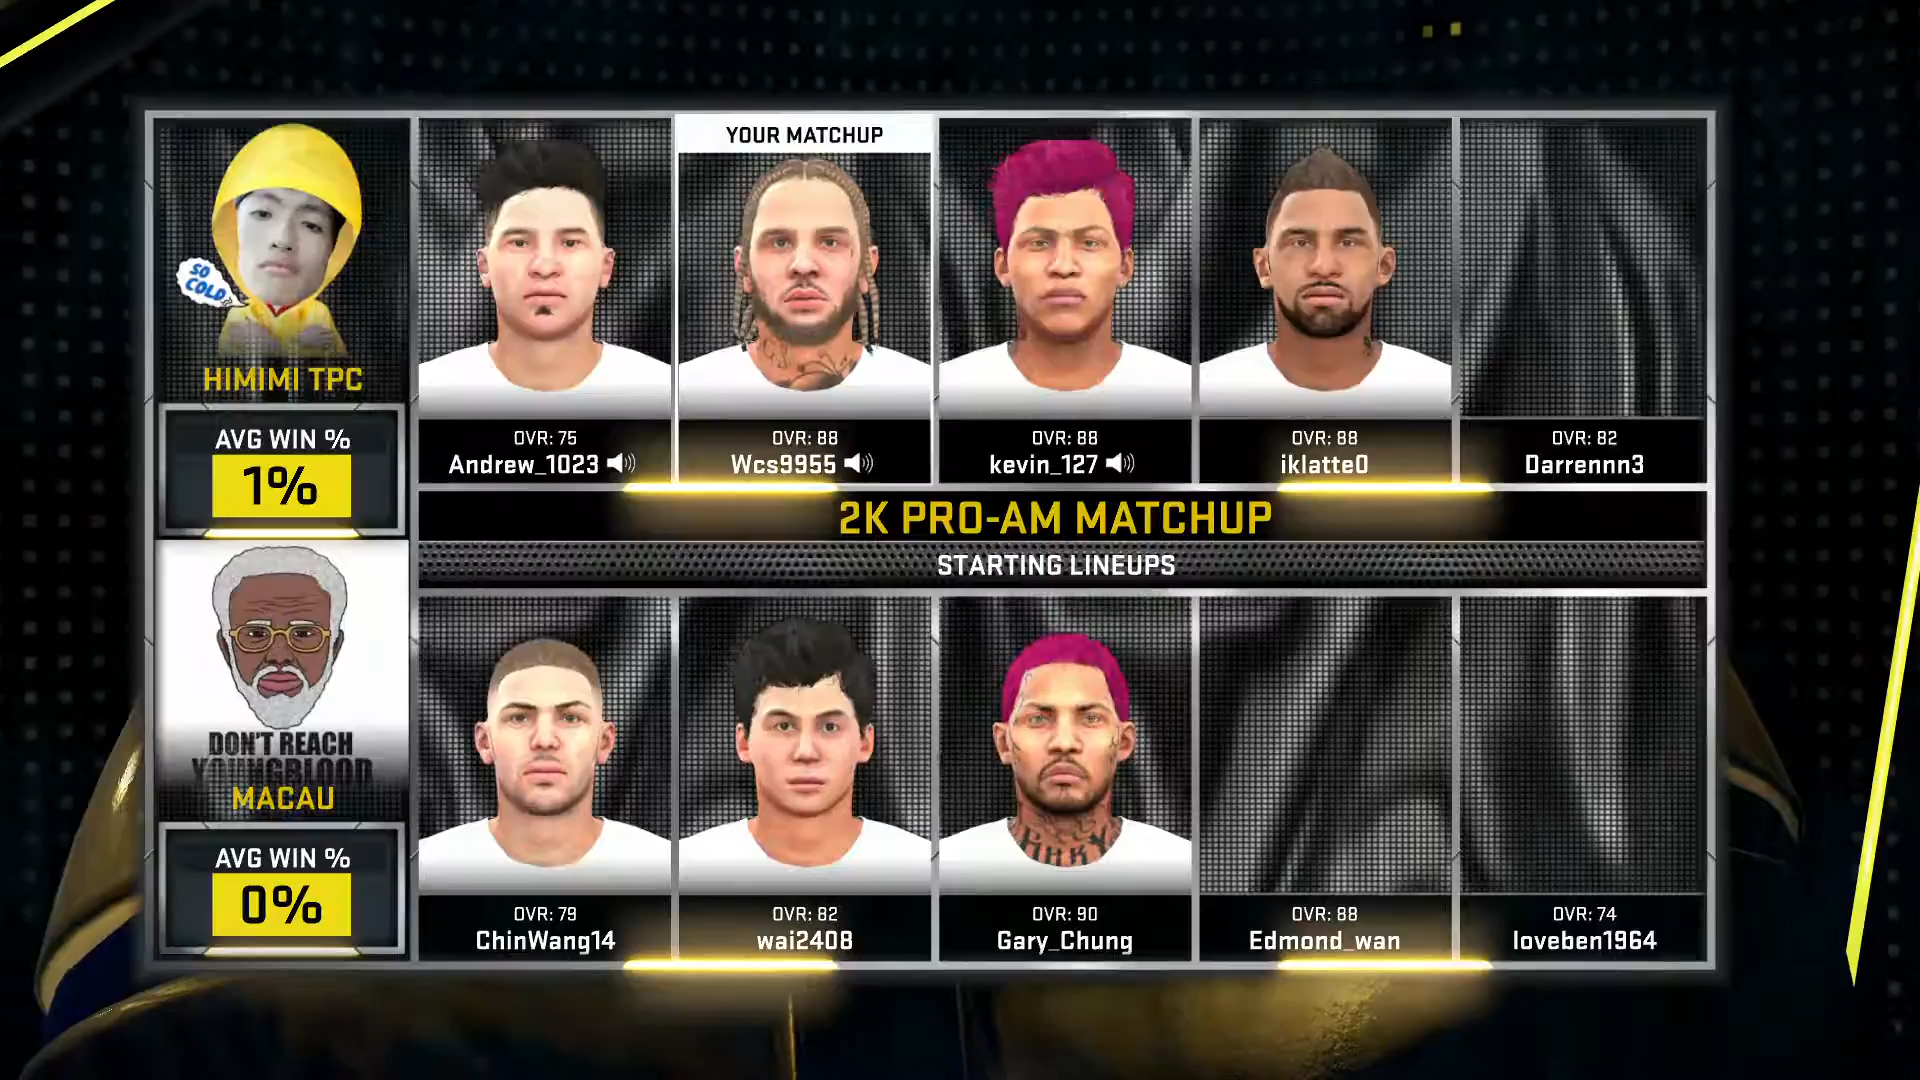 YOUR MATCHUP
SO COLD
HIMIMI TPC
AVG WIN %
1%
OVR: 75
Andrew_1023
OVR: 88
Wcs9955
OVR: 88
kevin_127
OVR: 88
iklatte0
OVR: 82
Darrennn3
2K PRO-AM MATCHUP
STARTING LINEUPS
DON'T REACH
YOUNGBLOOD
MACAU
AVG WIN %
0%
OVR: 79
ChinWang14
OVR: 82
wai2408
OVR: 90
Gary_Chung
OVR: 88
Edmond_wan
OVR: 74
loveben1964